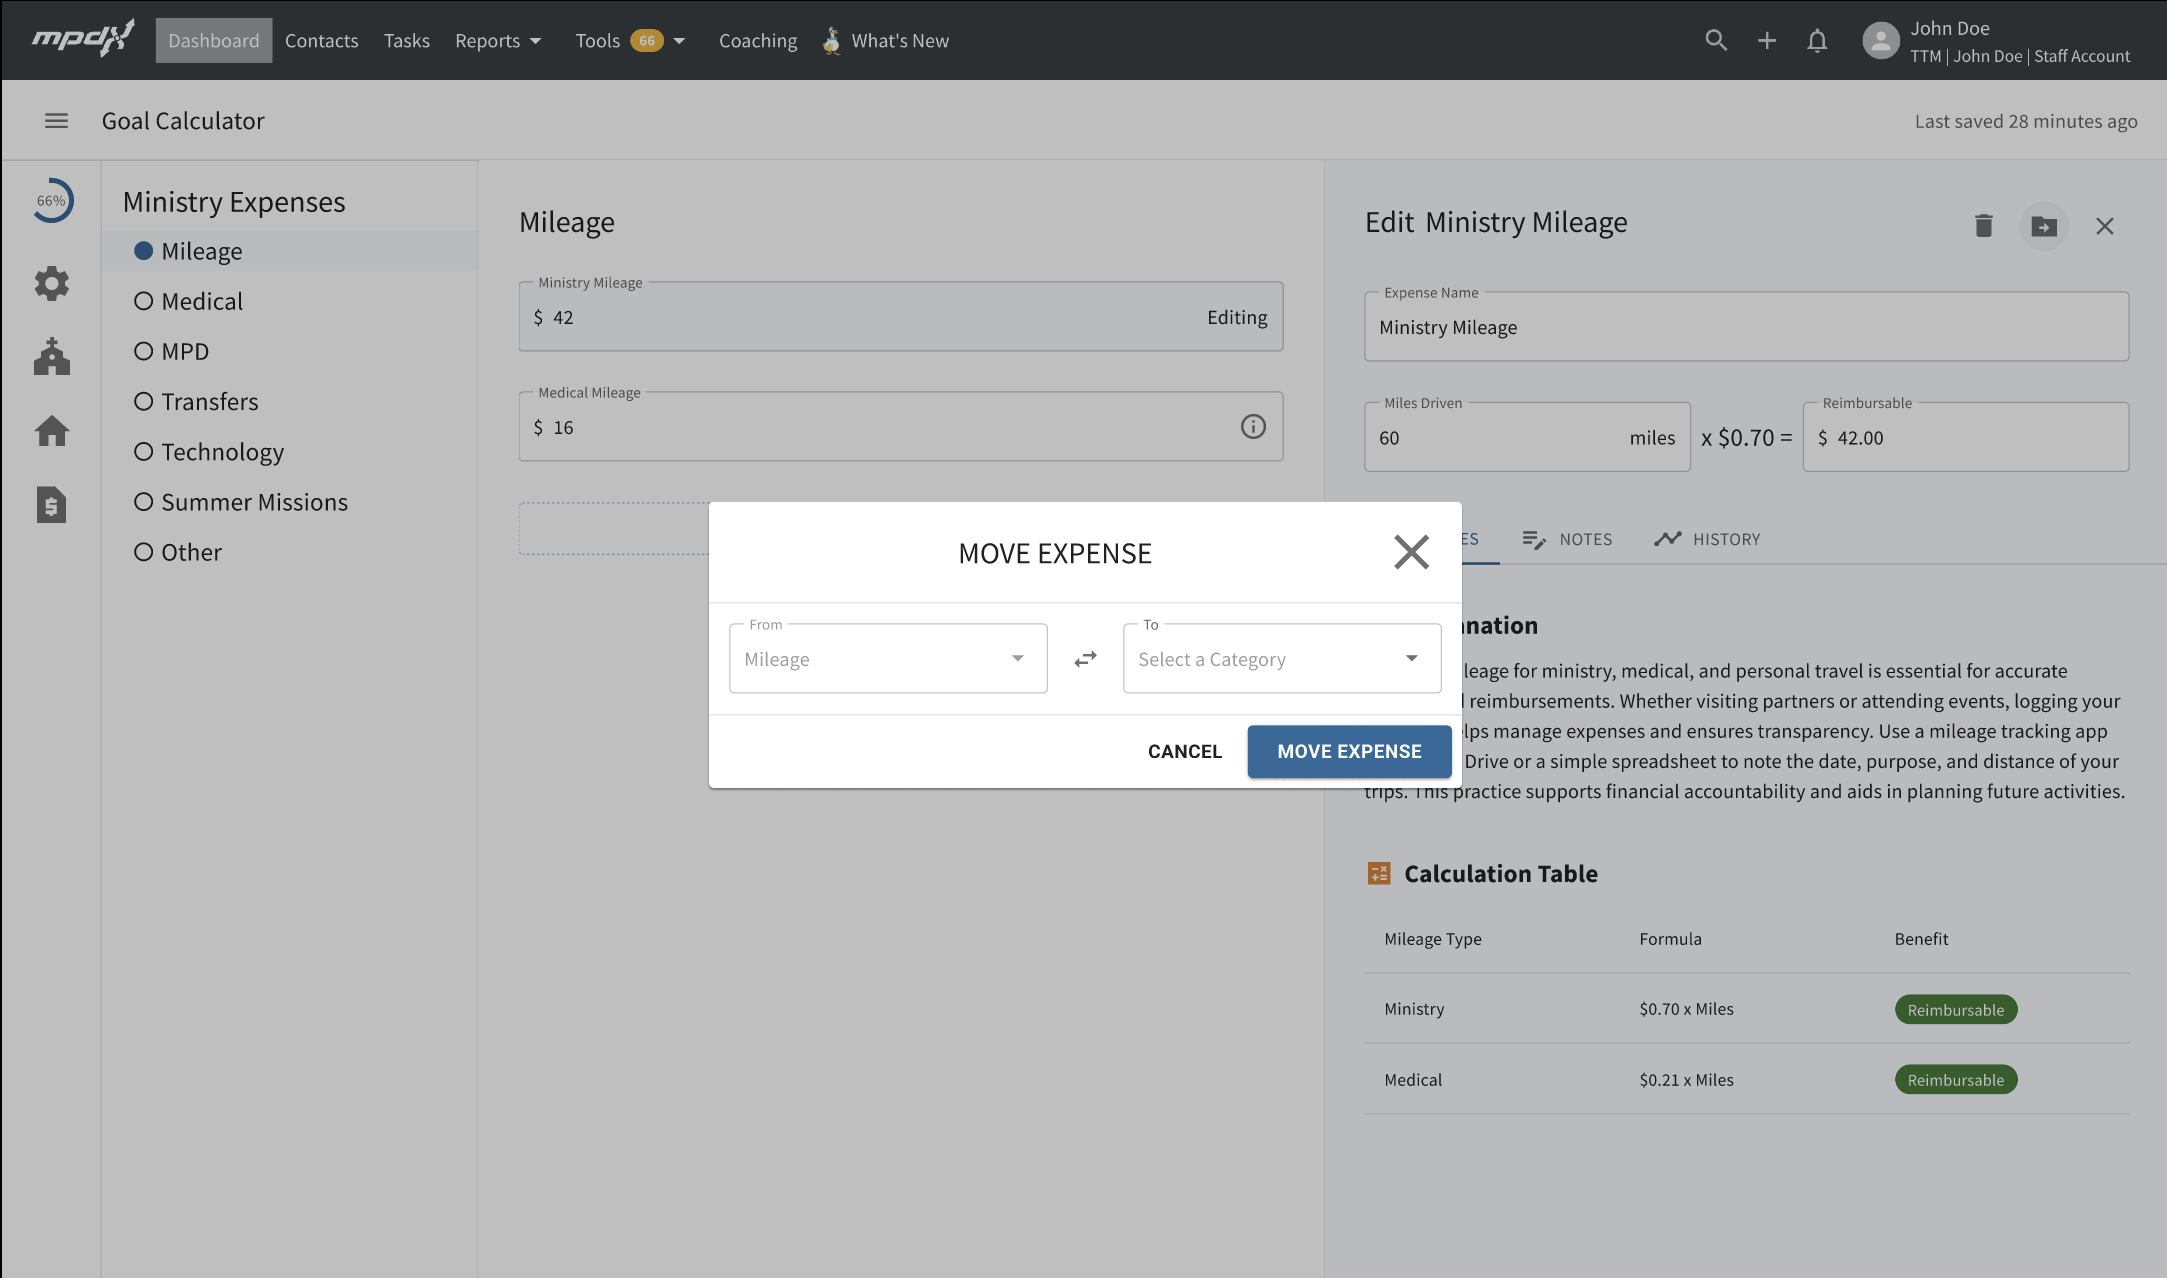 mpdx
Dashboard
Contacts
Tasks
Reports
Tools 66
Coaching
What's New
John Doe
TTM | John Doe | Staff Account
Goal Calculator
Last saved 28 minutes ago
66%
Ministry Expenses
Mileage
Medical
MPD
Transfers
Technology
Summer Missions
Other
Mileage
Ministry Mileage
$ 42
Editing
Medical Mileage
$ 16
Edit Ministry Mileage
Expense Name
Ministry Mileage
Miles Driven
60 miles
x $0.70 =
Reimbursable
$ 42.00
ES
NOTES
HISTORY
MOVE EXPENSE
From
Mileage
To
Select a Category
CANCEL
MOVE EXPENSE
nation
leage for ministry, medical, and personal travel is essential for accurate
reimbursements. Whether visiting partners or attending events, logging your
lps manage expenses and ensures transparency. Use a mileage tracking app
Drive or a simple spreadsheet to note the date, purpose, and distance of your
trips. This practice supports financial accountability and aids in planning future activities.
Calculation Table
Mileage Type
Formula
Benefit
Ministry
$0.70 x Miles
Reimbursable
Medical
$0.21 x Miles
Reimbursable